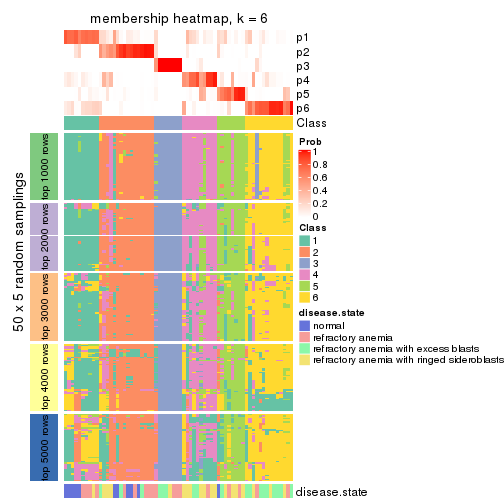 membership heatmap, k = 6
p1
p2
p3
p4
p5
p6
Class
Prob
1
0.8
0.6
0.4
0.2
0
Class
1
2
3
4
5
6
disease.state
normal
refractory anemia
refractory anemia with excess blasts
refractory anemia with ringed sideroblasts
50 x 5 random samplings
top 1000 rows
top 2000 rows
top 3000 rows
top 4000 rows
top 5000 rows
disease.state